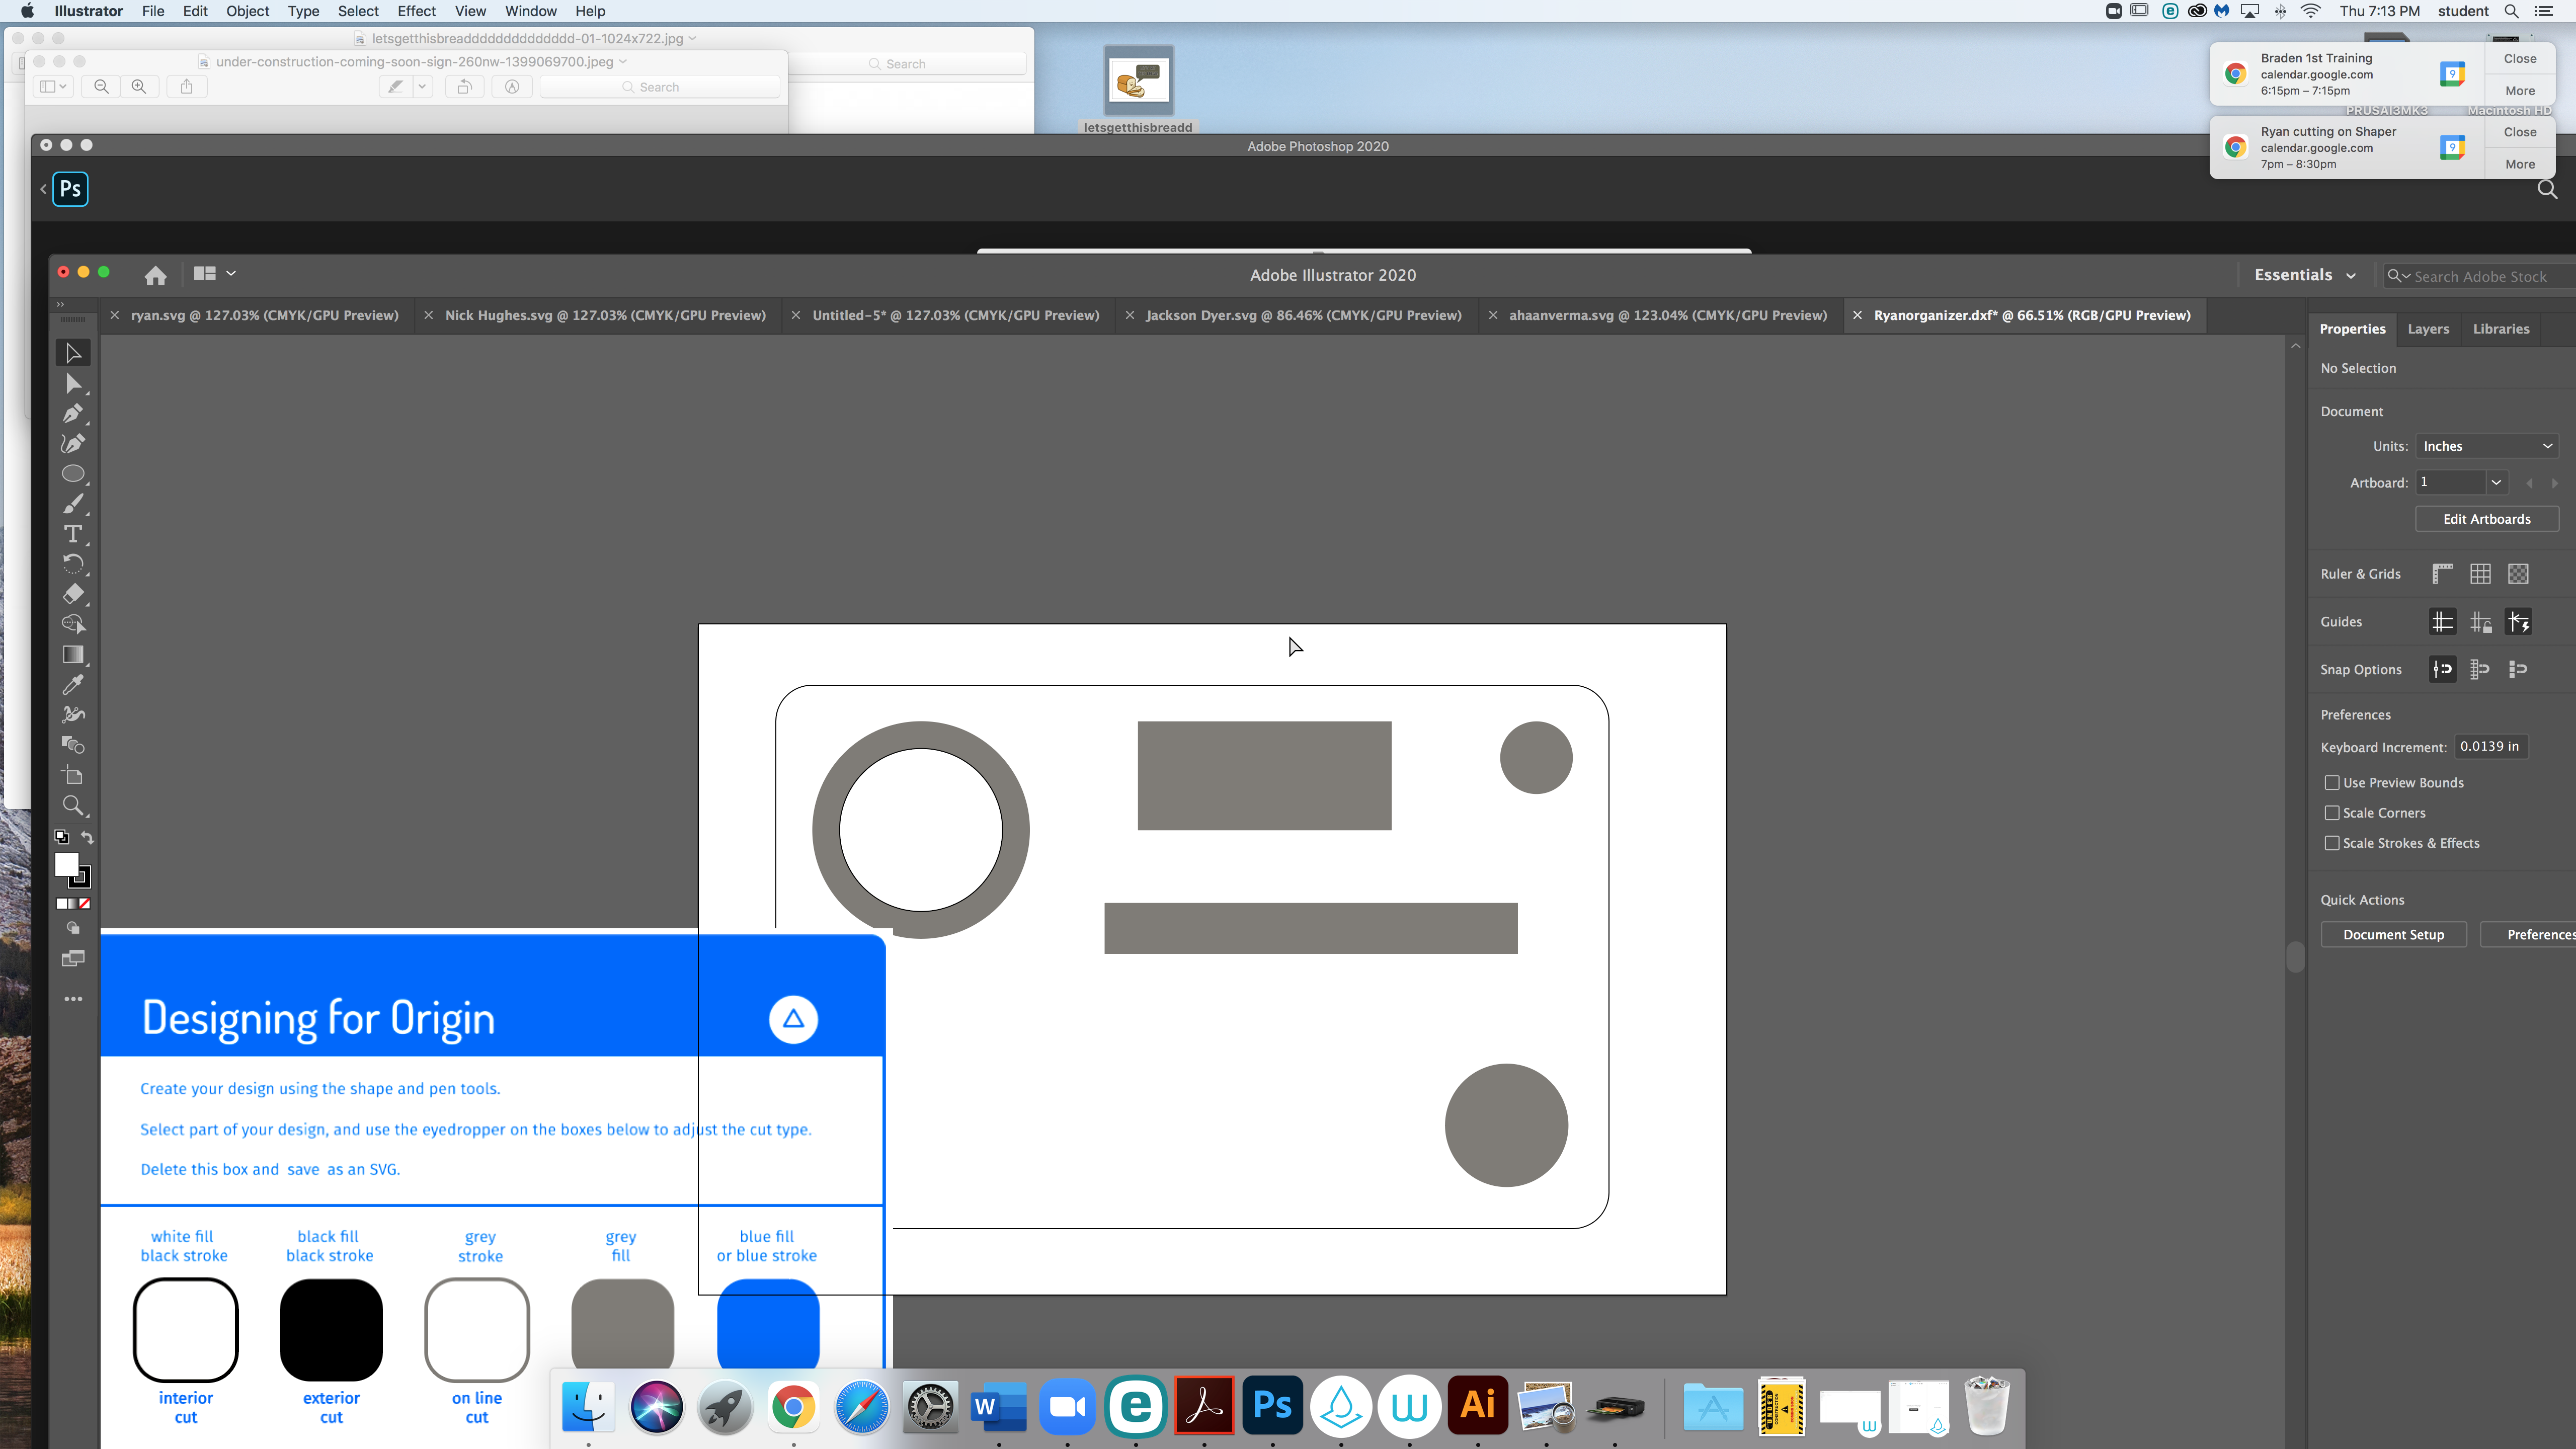 Illustrator File Edit Object Type Select Effect View Window Help
Thu 7:13 PM student
letsgetthisbreaddddddddddddddd-01-1024x722.jpg
Search
under-construction-coming-soon-sign-260nw-1399069700.jpeg
Search
letsgetthisbreadd
Braden 1st Training
calendar.google.com
6:15pm – 7:15pm
Close
More
PRUSAI3MK3
Macintosh HD
Ryan cutting on Shaper
calendar.google.com
7pm – 8:30pm
Close
More
Adobe Photoshop 2020
Ps
Adobe Illustrator 2020
Essentials
Search Adobe Stock
ryan.svg @ 127.03% (CMYK/GPU Preview)
Nick Hughes.svg @ 127.03% (CMYK/GPU Preview)
Untitled-5* @ 127.03% (CMYK/GPU Preview)
Jackson Dyer.svg @ 86.46% (CMYK/GPU Preview)
ahaanverma.svg @ 123.04% (CMYK/GPU Preview)
Ryanorganizer.dxf* @ 66.51% (RGB/GPU Preview)
Properties Layers Libraries
No Selection
Document
Units: Inches
Artboard: 1
Edit Artboards
Ruler & Grids
Guides
Snap Options
Preferences
Keyboard Increment: 0.0139 in
Use Preview Bounds
Scale Corners
Scale Strokes & Effects
Quick Actions
Document Setup
Preferences
Designing for Origin
Create your design using the shape and pen tools.
Select part of your design, and use the eyedropper on the boxes below to adjust the cut type.
Delete this box and save as an SVG.
white fill
black stroke
black fill
black stroke
grey
stroke
grey
fill
blue fill
or blue stroke
interior
cut
exterior
cut
on line
cut
W
e
Ps
W
Ai